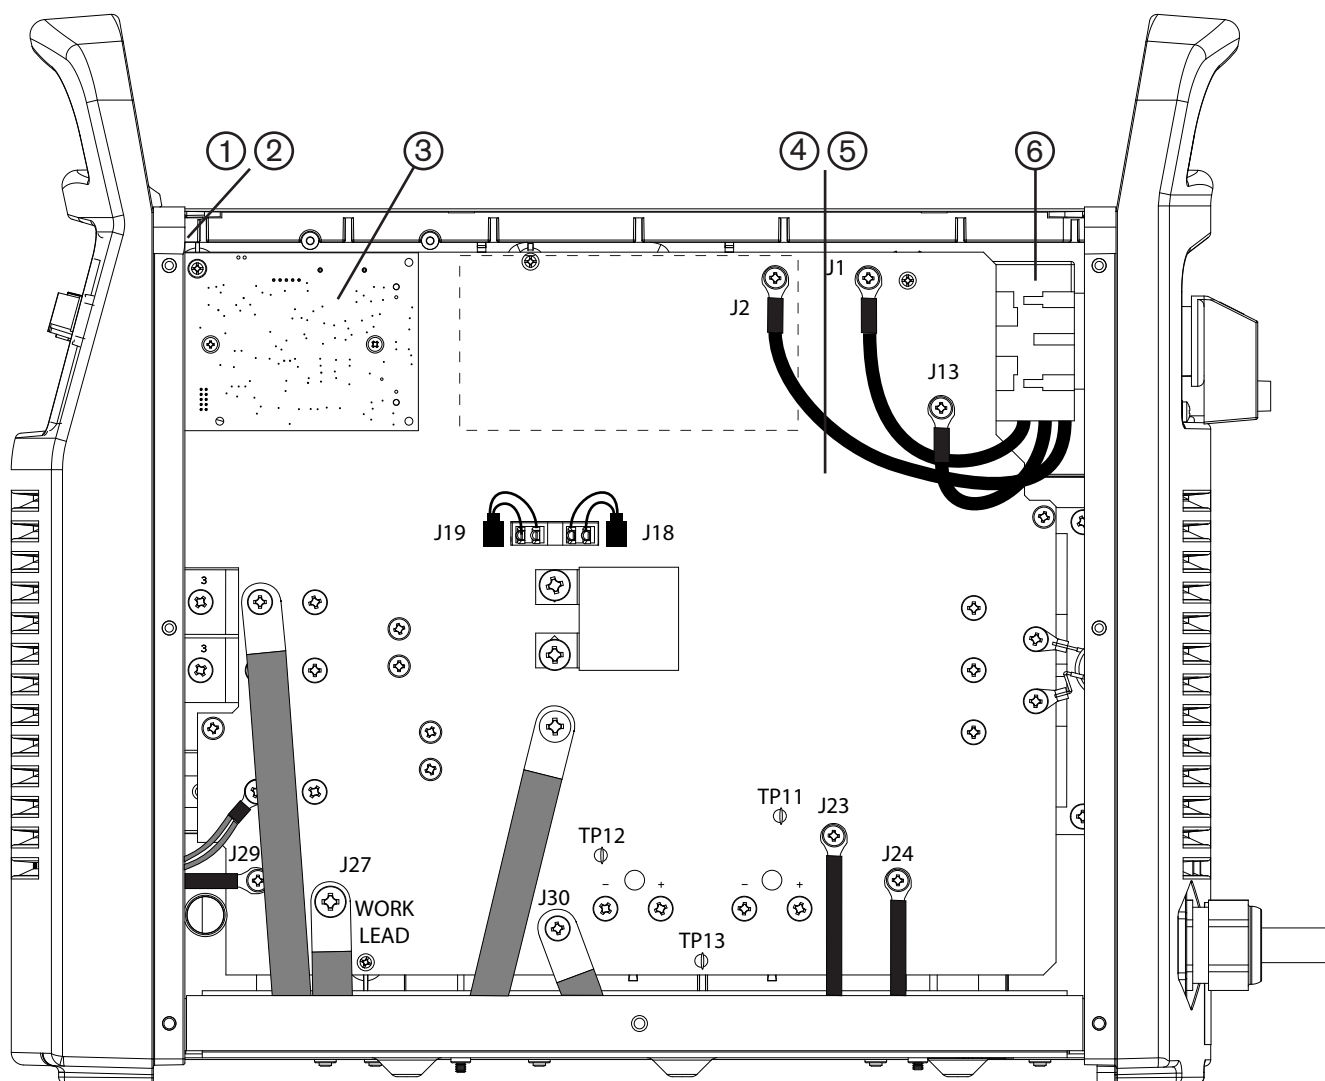 1 2 3 4 5 6
J1
J2
J13
J19 J18
3
3
TP11 J23
TP12
J29 J27 J24
- + - +
J30
WORK
LEAD
TP13